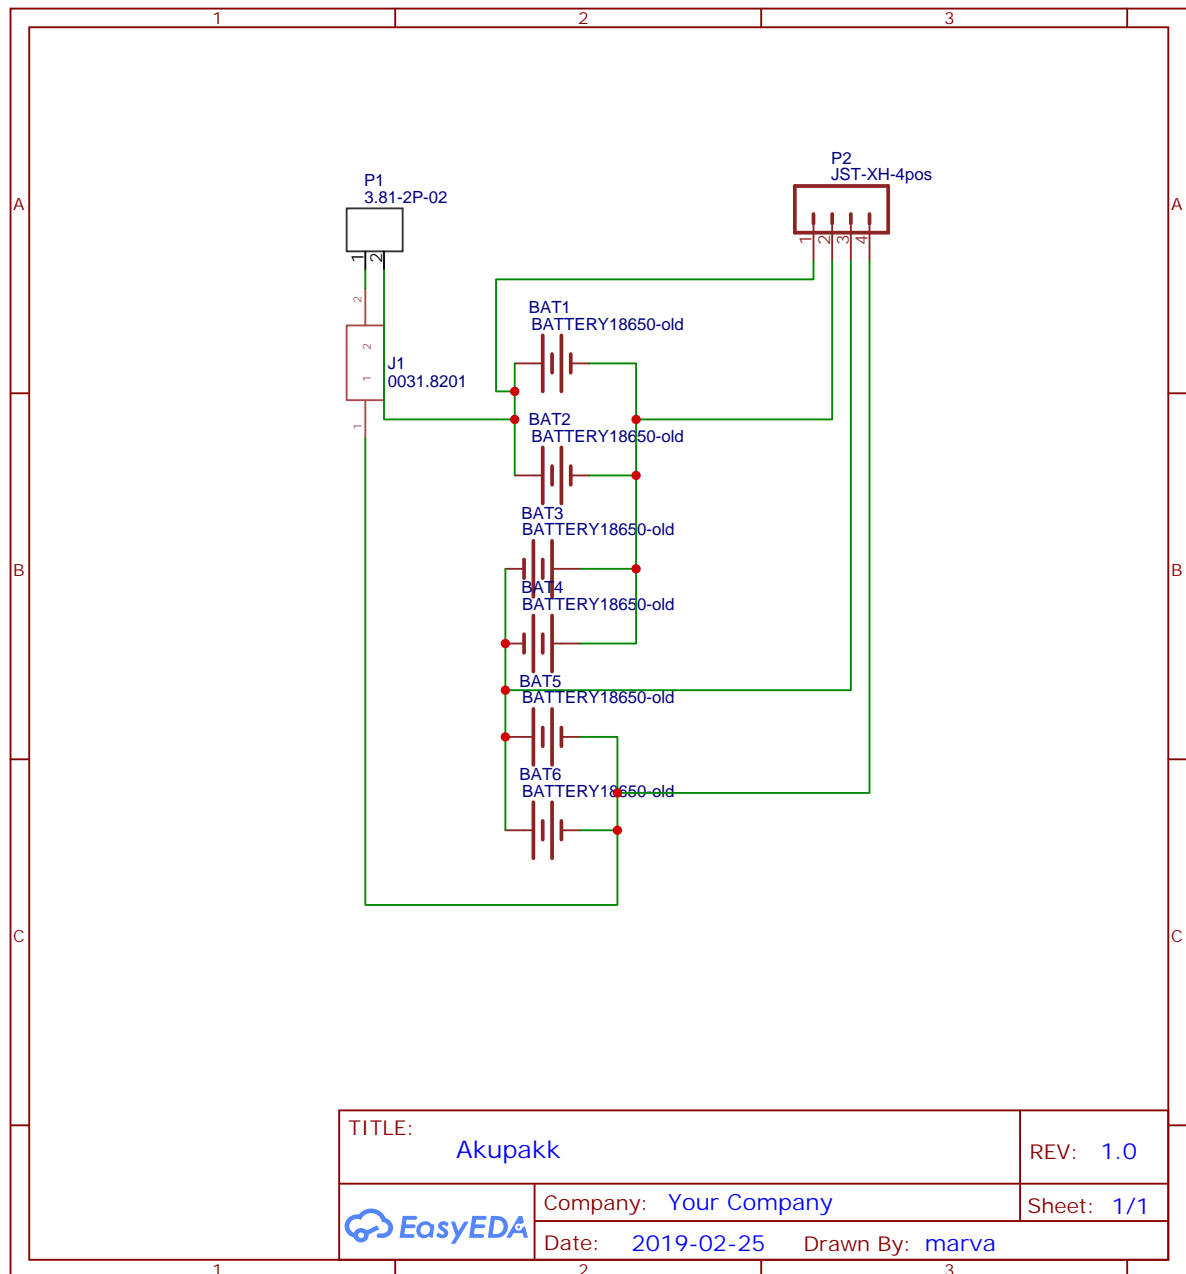 1 2 3
A A
P1
3.81-2P-02
1 2
P2
JST-XH-4pos
1 2 3 4
2
2
1
1
J1
0031.8201
BAT1
BATTERY18650-old
BAT2
BATTERY18650-old
BAT3
BATTERY18650-old
B B
BAT4
BATTERY18650-old
BAT5
BATTERY18650-old
BAT6
BATTERY18650-old
C C
TITLE:
Akupakk
REV: 1.0
EasyEDA
Company: Your Company
Sheet: 1/1
Date: 2019-02-25 Drawn By: marva
1 2 3